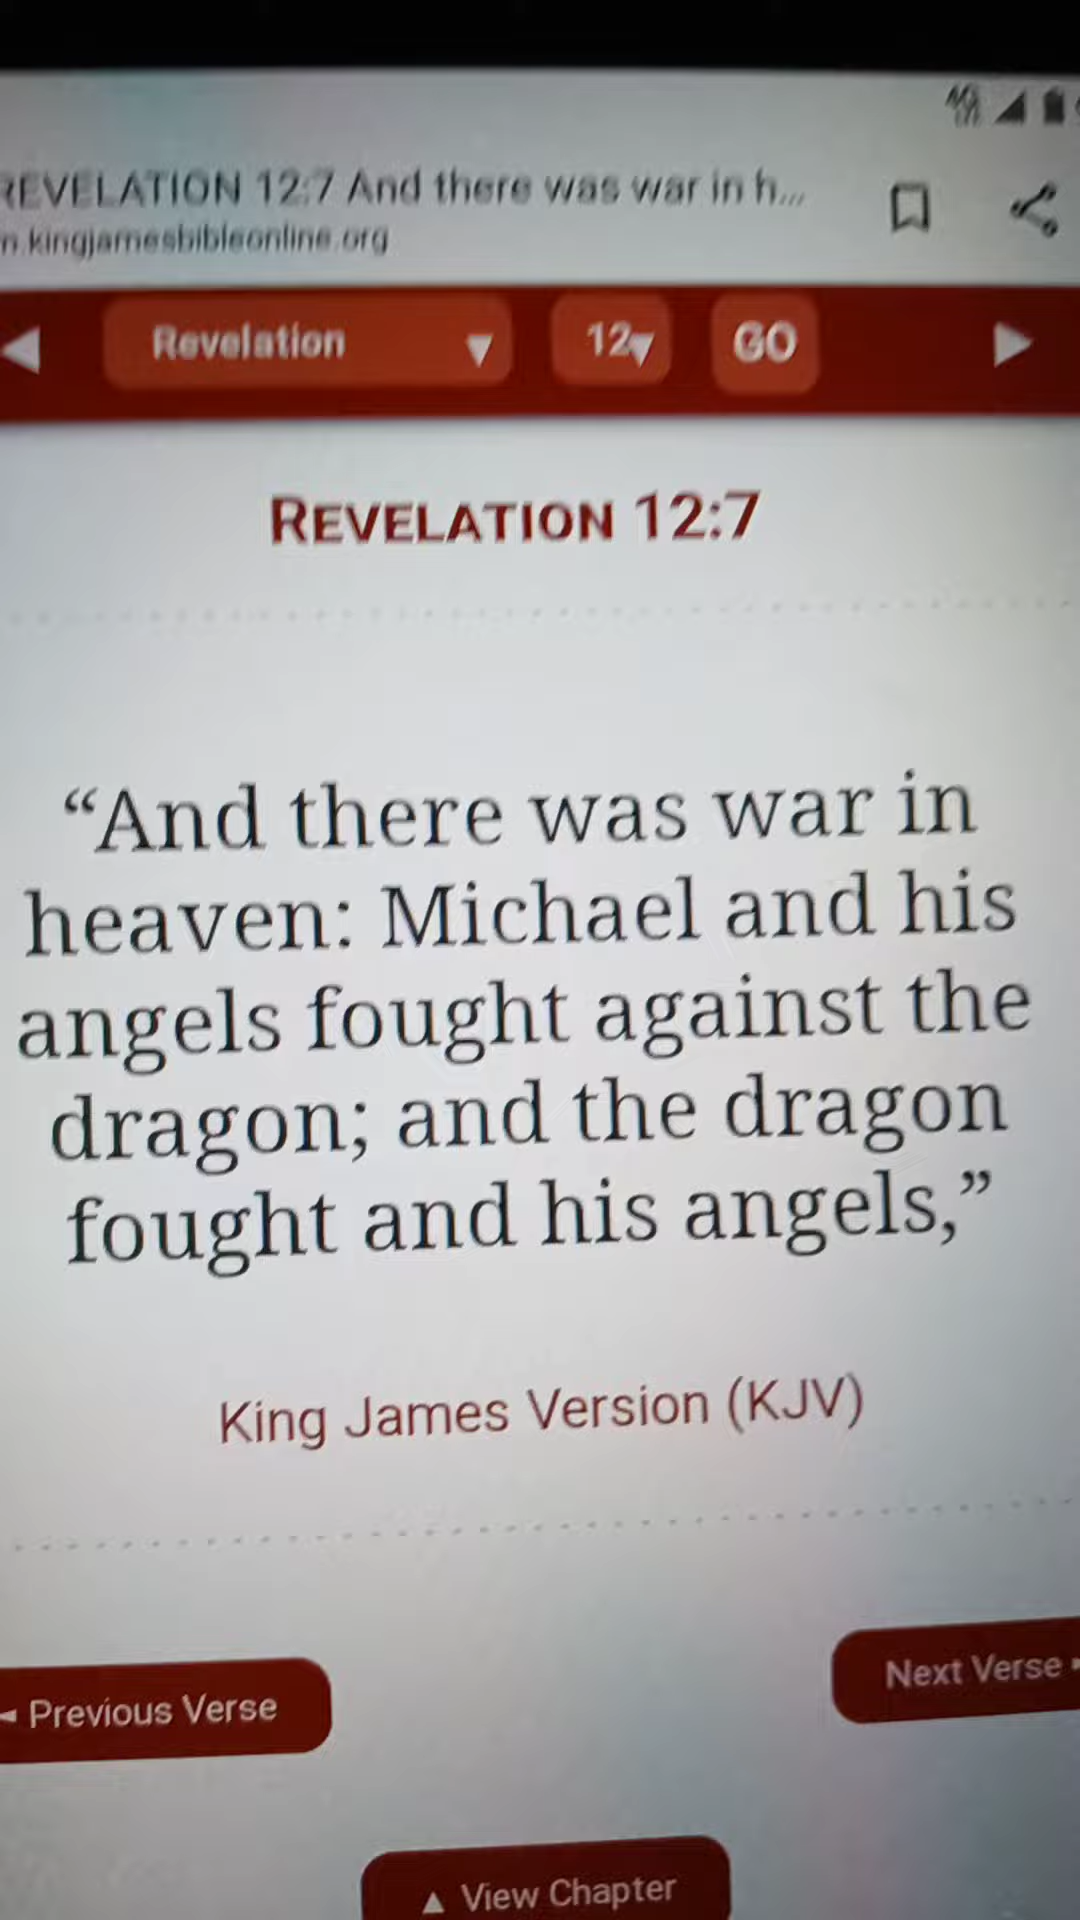 REVELATION 12:7 And there was war in h...
kingjamesbibleonline.org
Revelation
12
GO
REVELATION 12:7
“And there was war in
heaven: Michael and his
angels fought against the
dragon; and the dragon
fought and his angels,”
King James Version (KJV)
Previous Verse
Next Verse
View Chapter